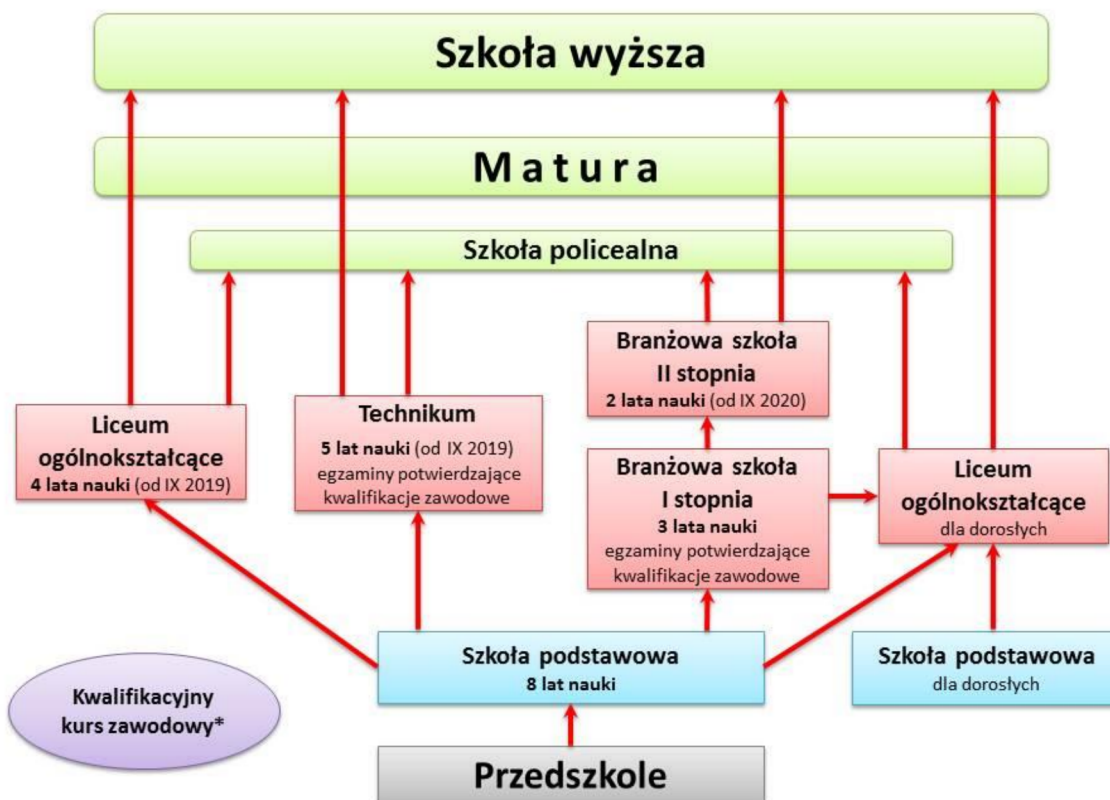 Szkoła wyższa
Matura
Szkoła policealna
Branżowa szkoła
II stopnia
2 lata nauki (od IX 2020)
Liceum
ogólnokształcące
4 lata nauki (od IX 2019)
Technikum
5 lat nauki (od IX 2019)
egzaminy potwierdzające
kwalifikacje zawodowe
Branżowa szkoła
I stopnia
3 lata nauki
egzaminy potwierdzające
kwalifikacje zawodowe
Liceum
ogólnokształcące
dla dorosłych
Szkoła podstawowa
8 lat nauki
Szkoła podstawowa
dla dorosłych
Kwalifikacyjny
kurs zawodowy*
Przedszkole